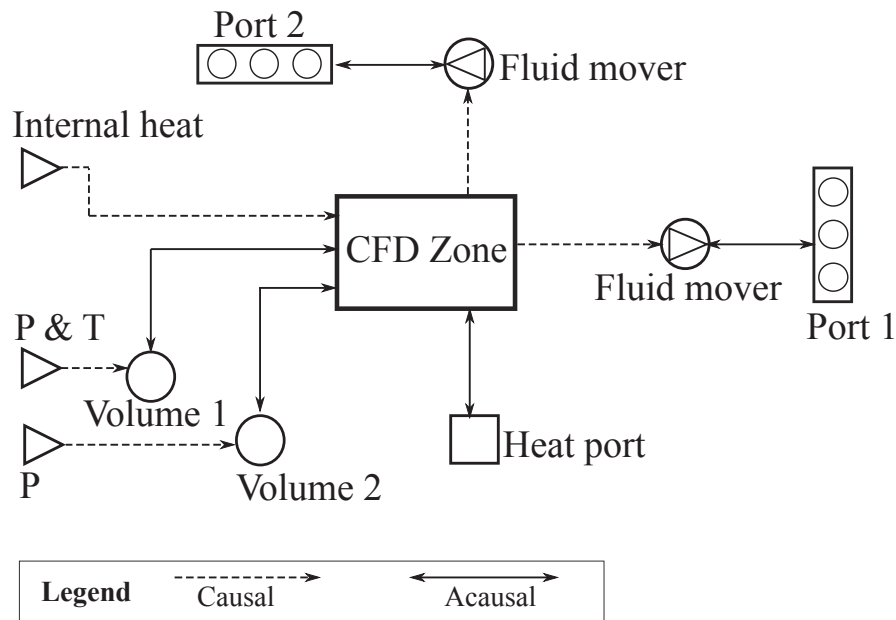 Port 2
Fluid mover
Internal heat
CFD Zone
Fluid mover
Port 1
P & T
Volume 1
P
Volume 2
Heat port
Legend
Causal
Acausal